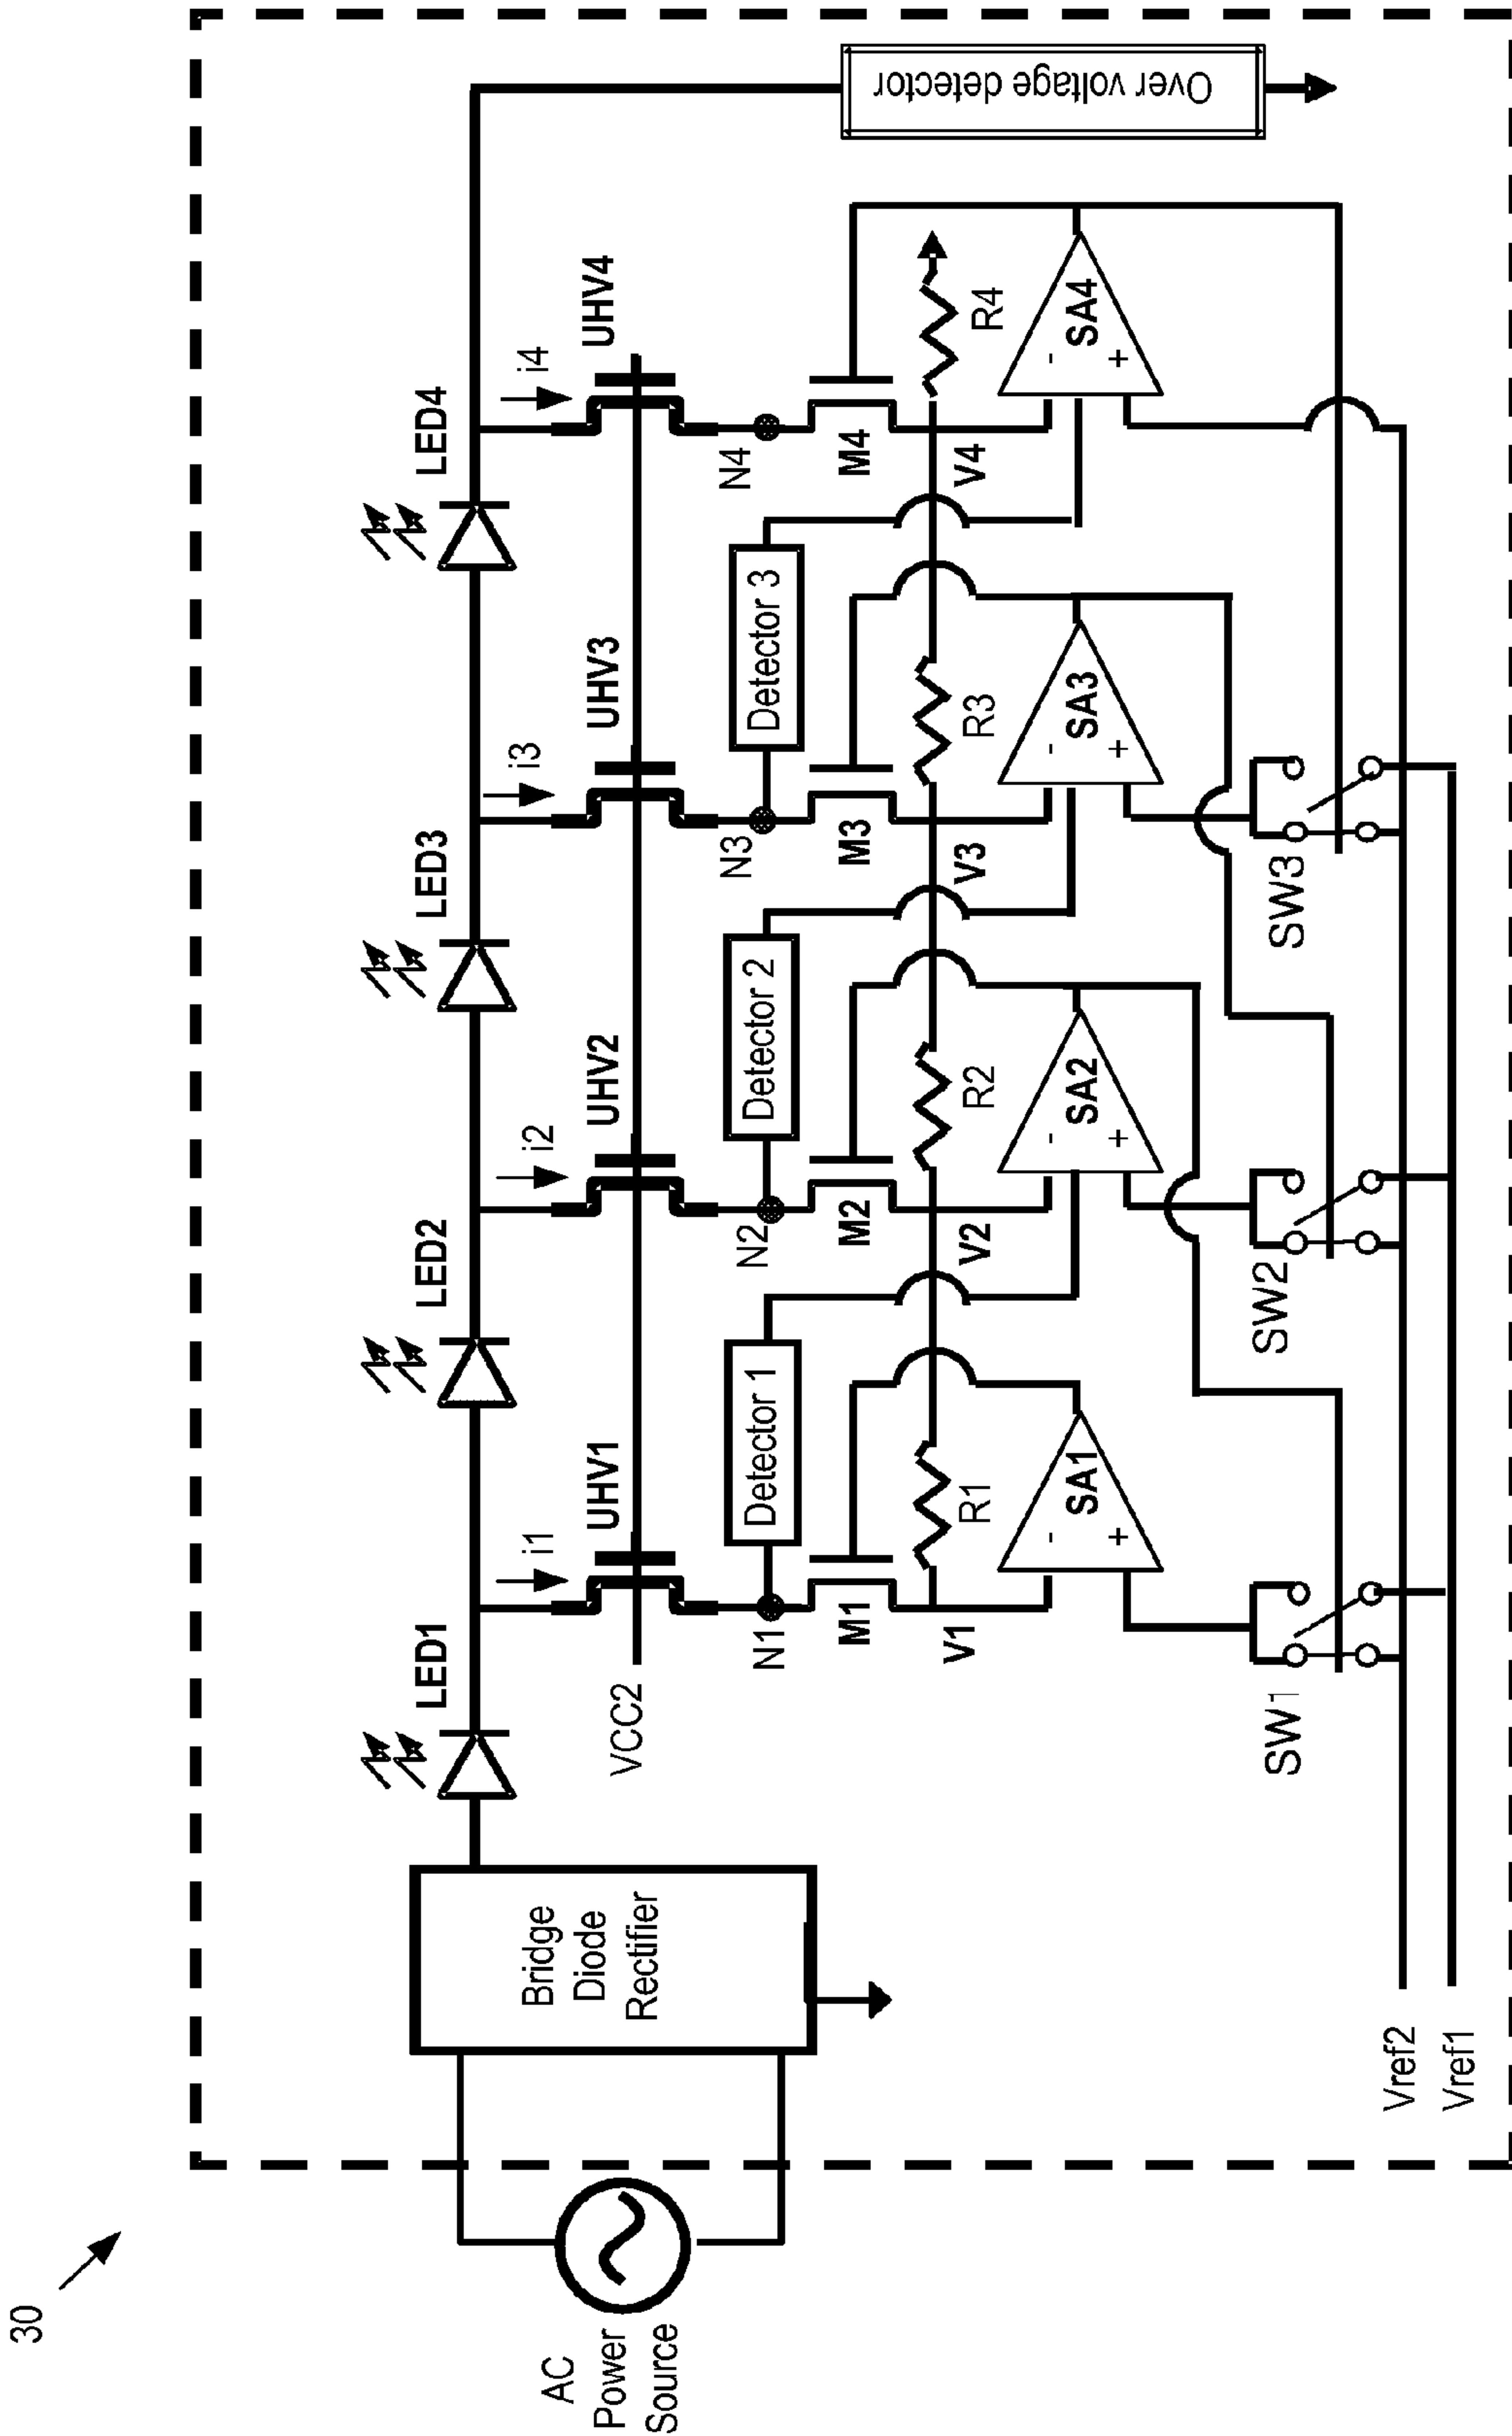 30
AC
Power
Source
Bridge
Diode
Rectifier
LED1
LED2
LED3
LED4
i1
i2
i3
i4
UHV1
UHV2
UHV3
UHV4
VCC2
N1
N2
N3
N4
Detector 1
Detector 2
Detector 3
Over voltage detector
M1
M2
M3
M4
R1
R2
R3
R4
V1
V2
V3
V4
-
SA1
+
-
SA2
+
-
SA3
+
-
SA4
+
SW1
SW2
SW3
Vref2
Vref1